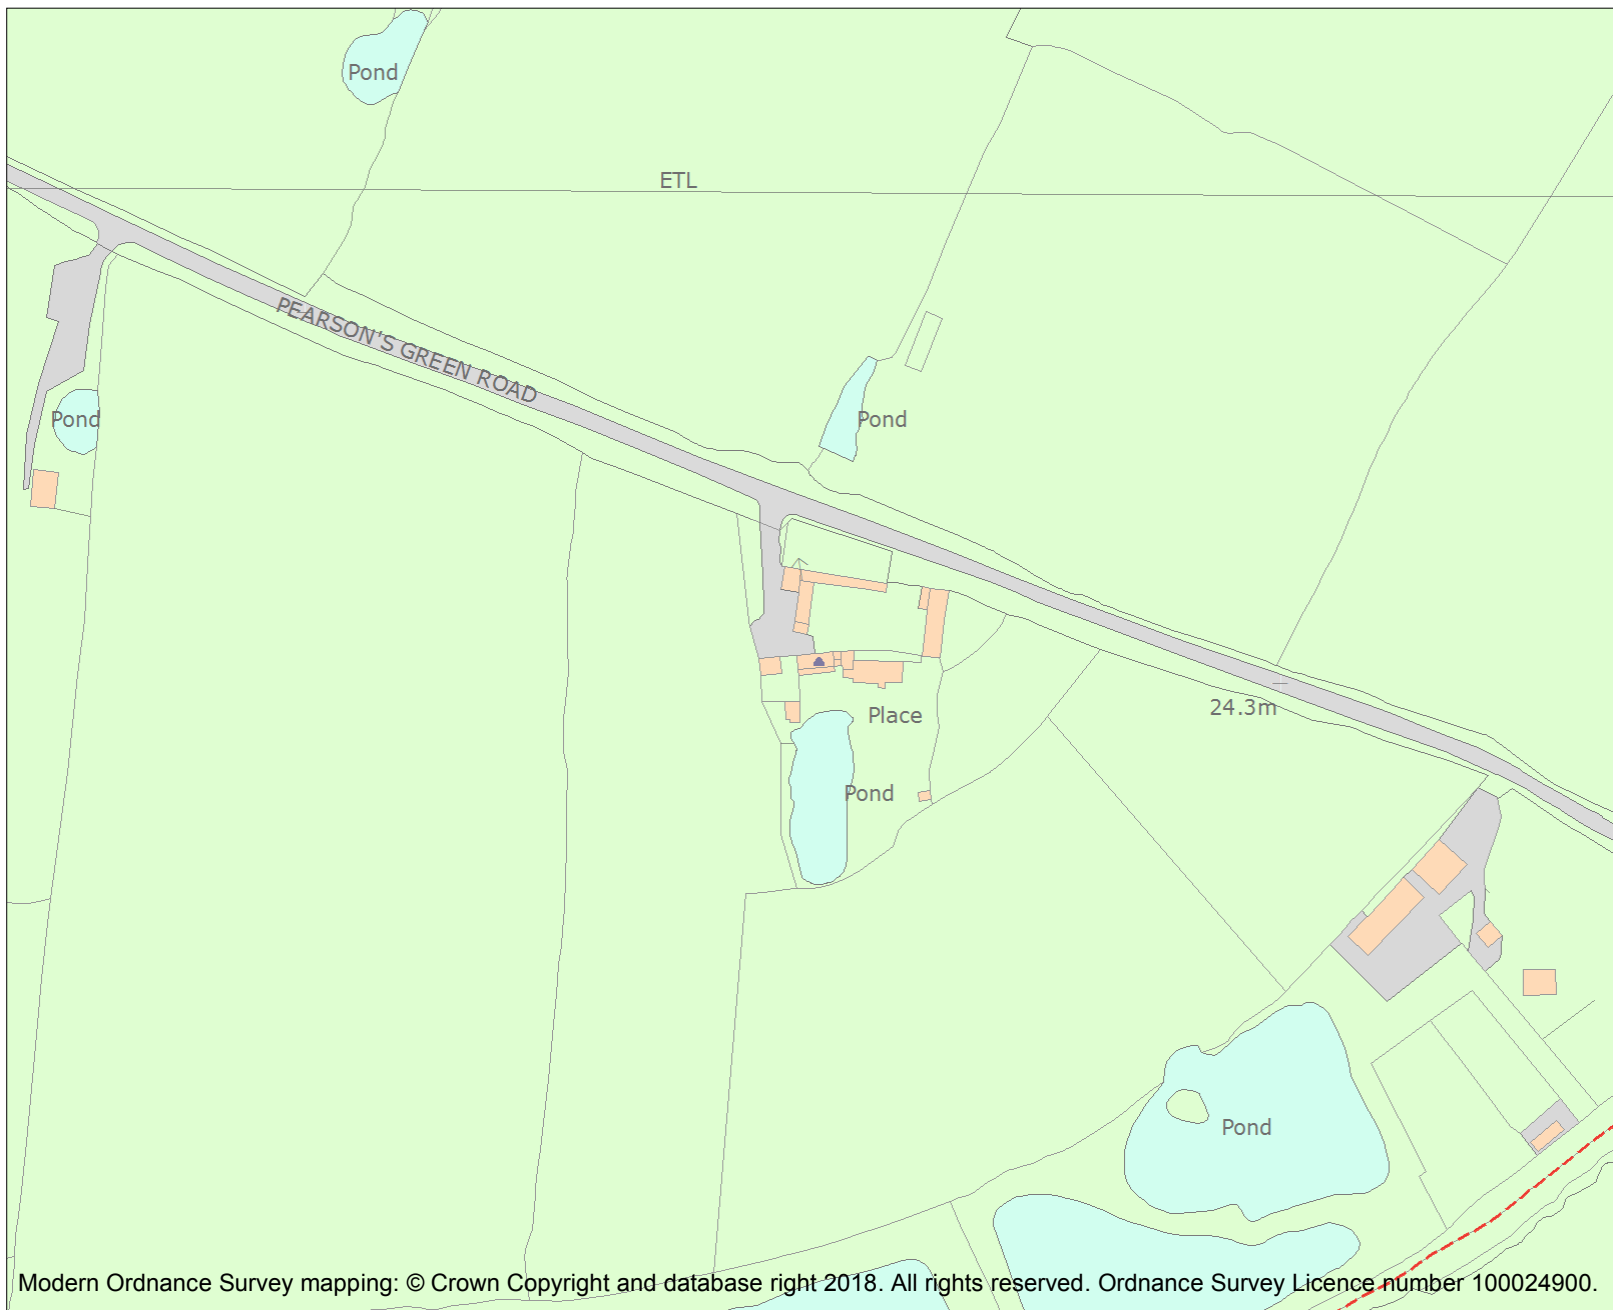 Pond
ETL
PEARSON'S GREEN ROAD
Pond
Pond
24.3m
Place
Pond
Pond
Modern Ordnance Survey mapping: © Crown Copyright and database right 2018. All rights reserved. Ordnance Survey Licence number 100024900.